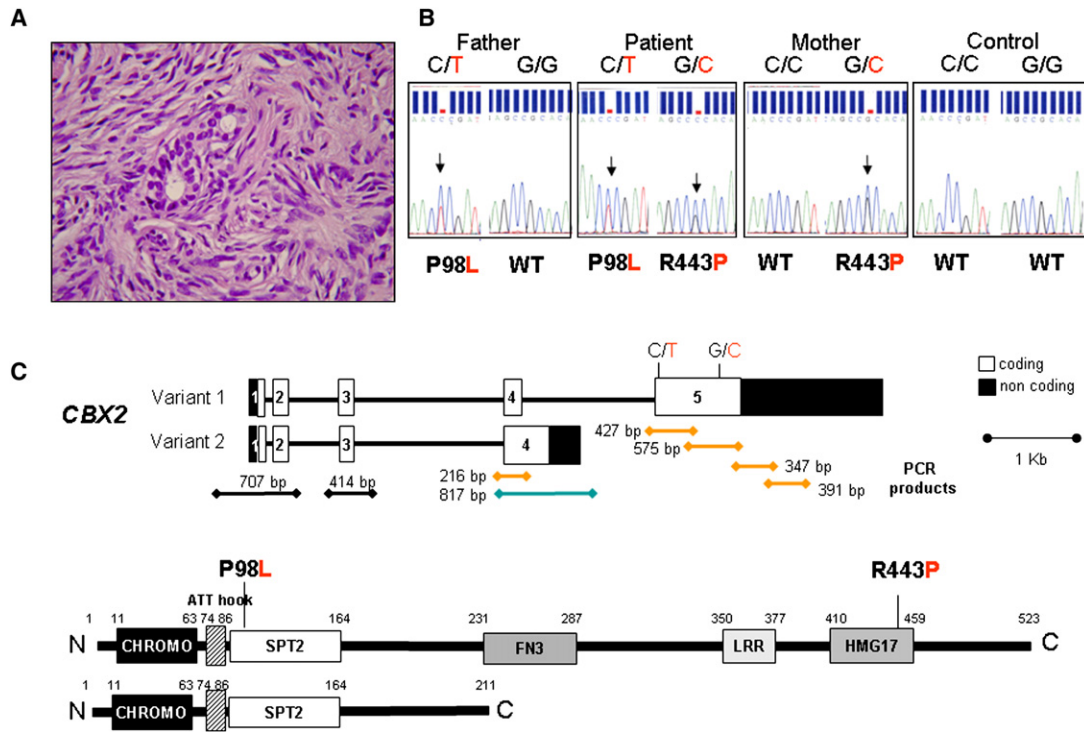 A
B
Father
Patient
Mother
Control
C/T G/G
C/T G/C
C/C G/C
C/C G/G
P98L WT
P98L R443P
WT R443P
WT WT
C
CBX2
Variant 1
1 2 3 4 5
C/T G/C
coding
non coding
Variant 2
1 2 3 4
427 bp
575 bp
1 Kb
707 bp
414 bp
216 bp
817 bp
347 bp
391 bp
PCR
products
P98L
R443P
ATT hook
1 11 63 74 86 164 231 287 350 377 410 459 523
N CHROMO SPT2 FN3 LRR HMG17 C
1 11 63 74 86 164 211
N CHROMO SPT2 C